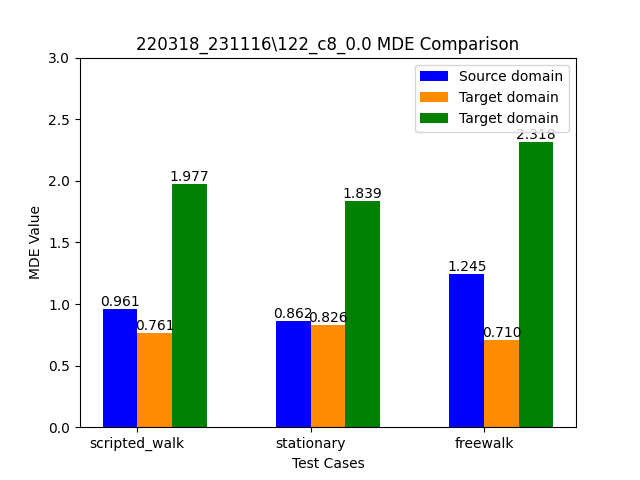 220318_231116\122_c8_0.0 MDE Comparison
3.0
2.5
2.0
1.5
1.0
0.5
0.0
MDE Value
Source domain
Target domain
Target domain
0.961
0.761
1.977
0.862
0.826
1.839
1.245
0.710
2.318
scripted_walk
stationary
freewalk
Test Cases